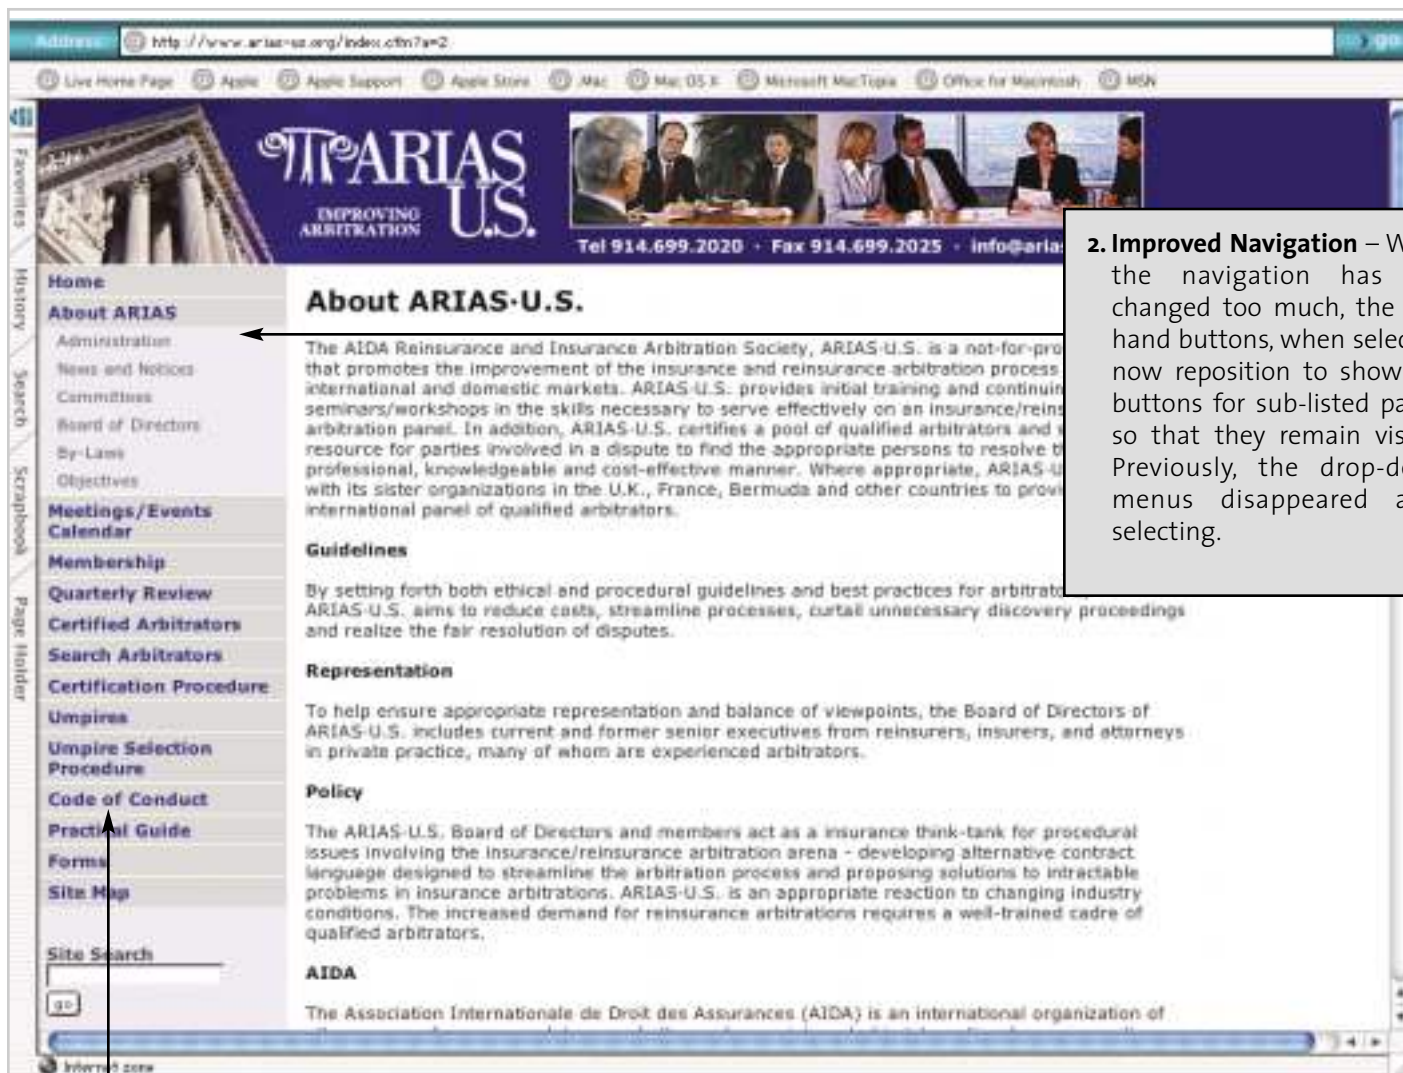 Address http://www.arias-us.org/index.cfm?a=2 go
Live Home Page Apple Apple Support Apple Store .Mac Mac OS X Microsoft MacTopia Office for Macintosh MSN
Favorites
History
Search
Scrapbook
Page Holder
ARIAS
U.S.
IMPROVING
ARBITRATION
Tel 914.699.2020 · Fax 914.699.2025 · info@arias
Home
About ARIAS
Administration
News and Notices
Committees
Board of Directors
By-Laws
Objectives
Meetings/Events
Calendar
Membership
Quarterly Review
Certified Arbitrators
Search Arbitrators
Certification Procedure
Umpires
Umpire Selection
Procedure
Code of Conduct
Practical Guide
Forms
Site Map
Site Search
go
About ARIAS·U.S.
The AIDA Reinsurance and Insurance Arbitration Society, ARIAS·U.S. is a not-for-pro
that promotes the improvement of the insurance and reinsurance arbitration process
international and domestic markets. ARIAS·U.S. provides initial training and continuin
seminars/workshops in the skills necessary to serve effectively on an insurance/reins
arbitration panel. In addition, ARIAS·U.S. certifies a pool of qualified arbitrators and s
resource for parties involved in a dispute to find the appropriate persons to resolve th
professional, knowledgeable and cost-effective manner. Where appropriate, ARIAS·U
with its sister organizations in the U.K., France, Bermuda and other countries to provi
international panel of qualified arbitrators.
Guidelines
By setting forth both ethical and procedural guidelines and best practices for arbitrato
ARIAS·U.S. aims to reduce costs, streamline processes, curtail unnecessary discovery proceedings
and realize the fair resolution of disputes.
Representation
To help ensure appropriate representation and balance of viewpoints, the Board of Directors of
ARIAS·U.S. includes current and former senior executives from reinsurers, insurers, and attorneys
in private practice, many of whom are experienced arbitrators.
Policy
The ARIAS·U.S. Board of Directors and members act as a insurance think-tank for procedural
issues involving the insurance/reinsurance arbitration arena - developing alternative contract
language designed to streamline the arbitration process and proposing solutions to intractable
problems in insurance arbitrations. ARIAS·U.S. is an appropriate reaction to changing industry
conditions. The increased demand for reinsurance arbitrations requires a well-trained cadre of
qualified arbitrators.
AIDA
The Association Internationale de Droit des Assurances (AIDA) is an international organization of
Internet zone
2. Improved Navigation – W
the navigation has
changed too much, the
hand buttons, when selec
now reposition to show
buttons for sub-listed pa
so that they remain vis
Previously, the drop-d
menus disappeared a
selecting.